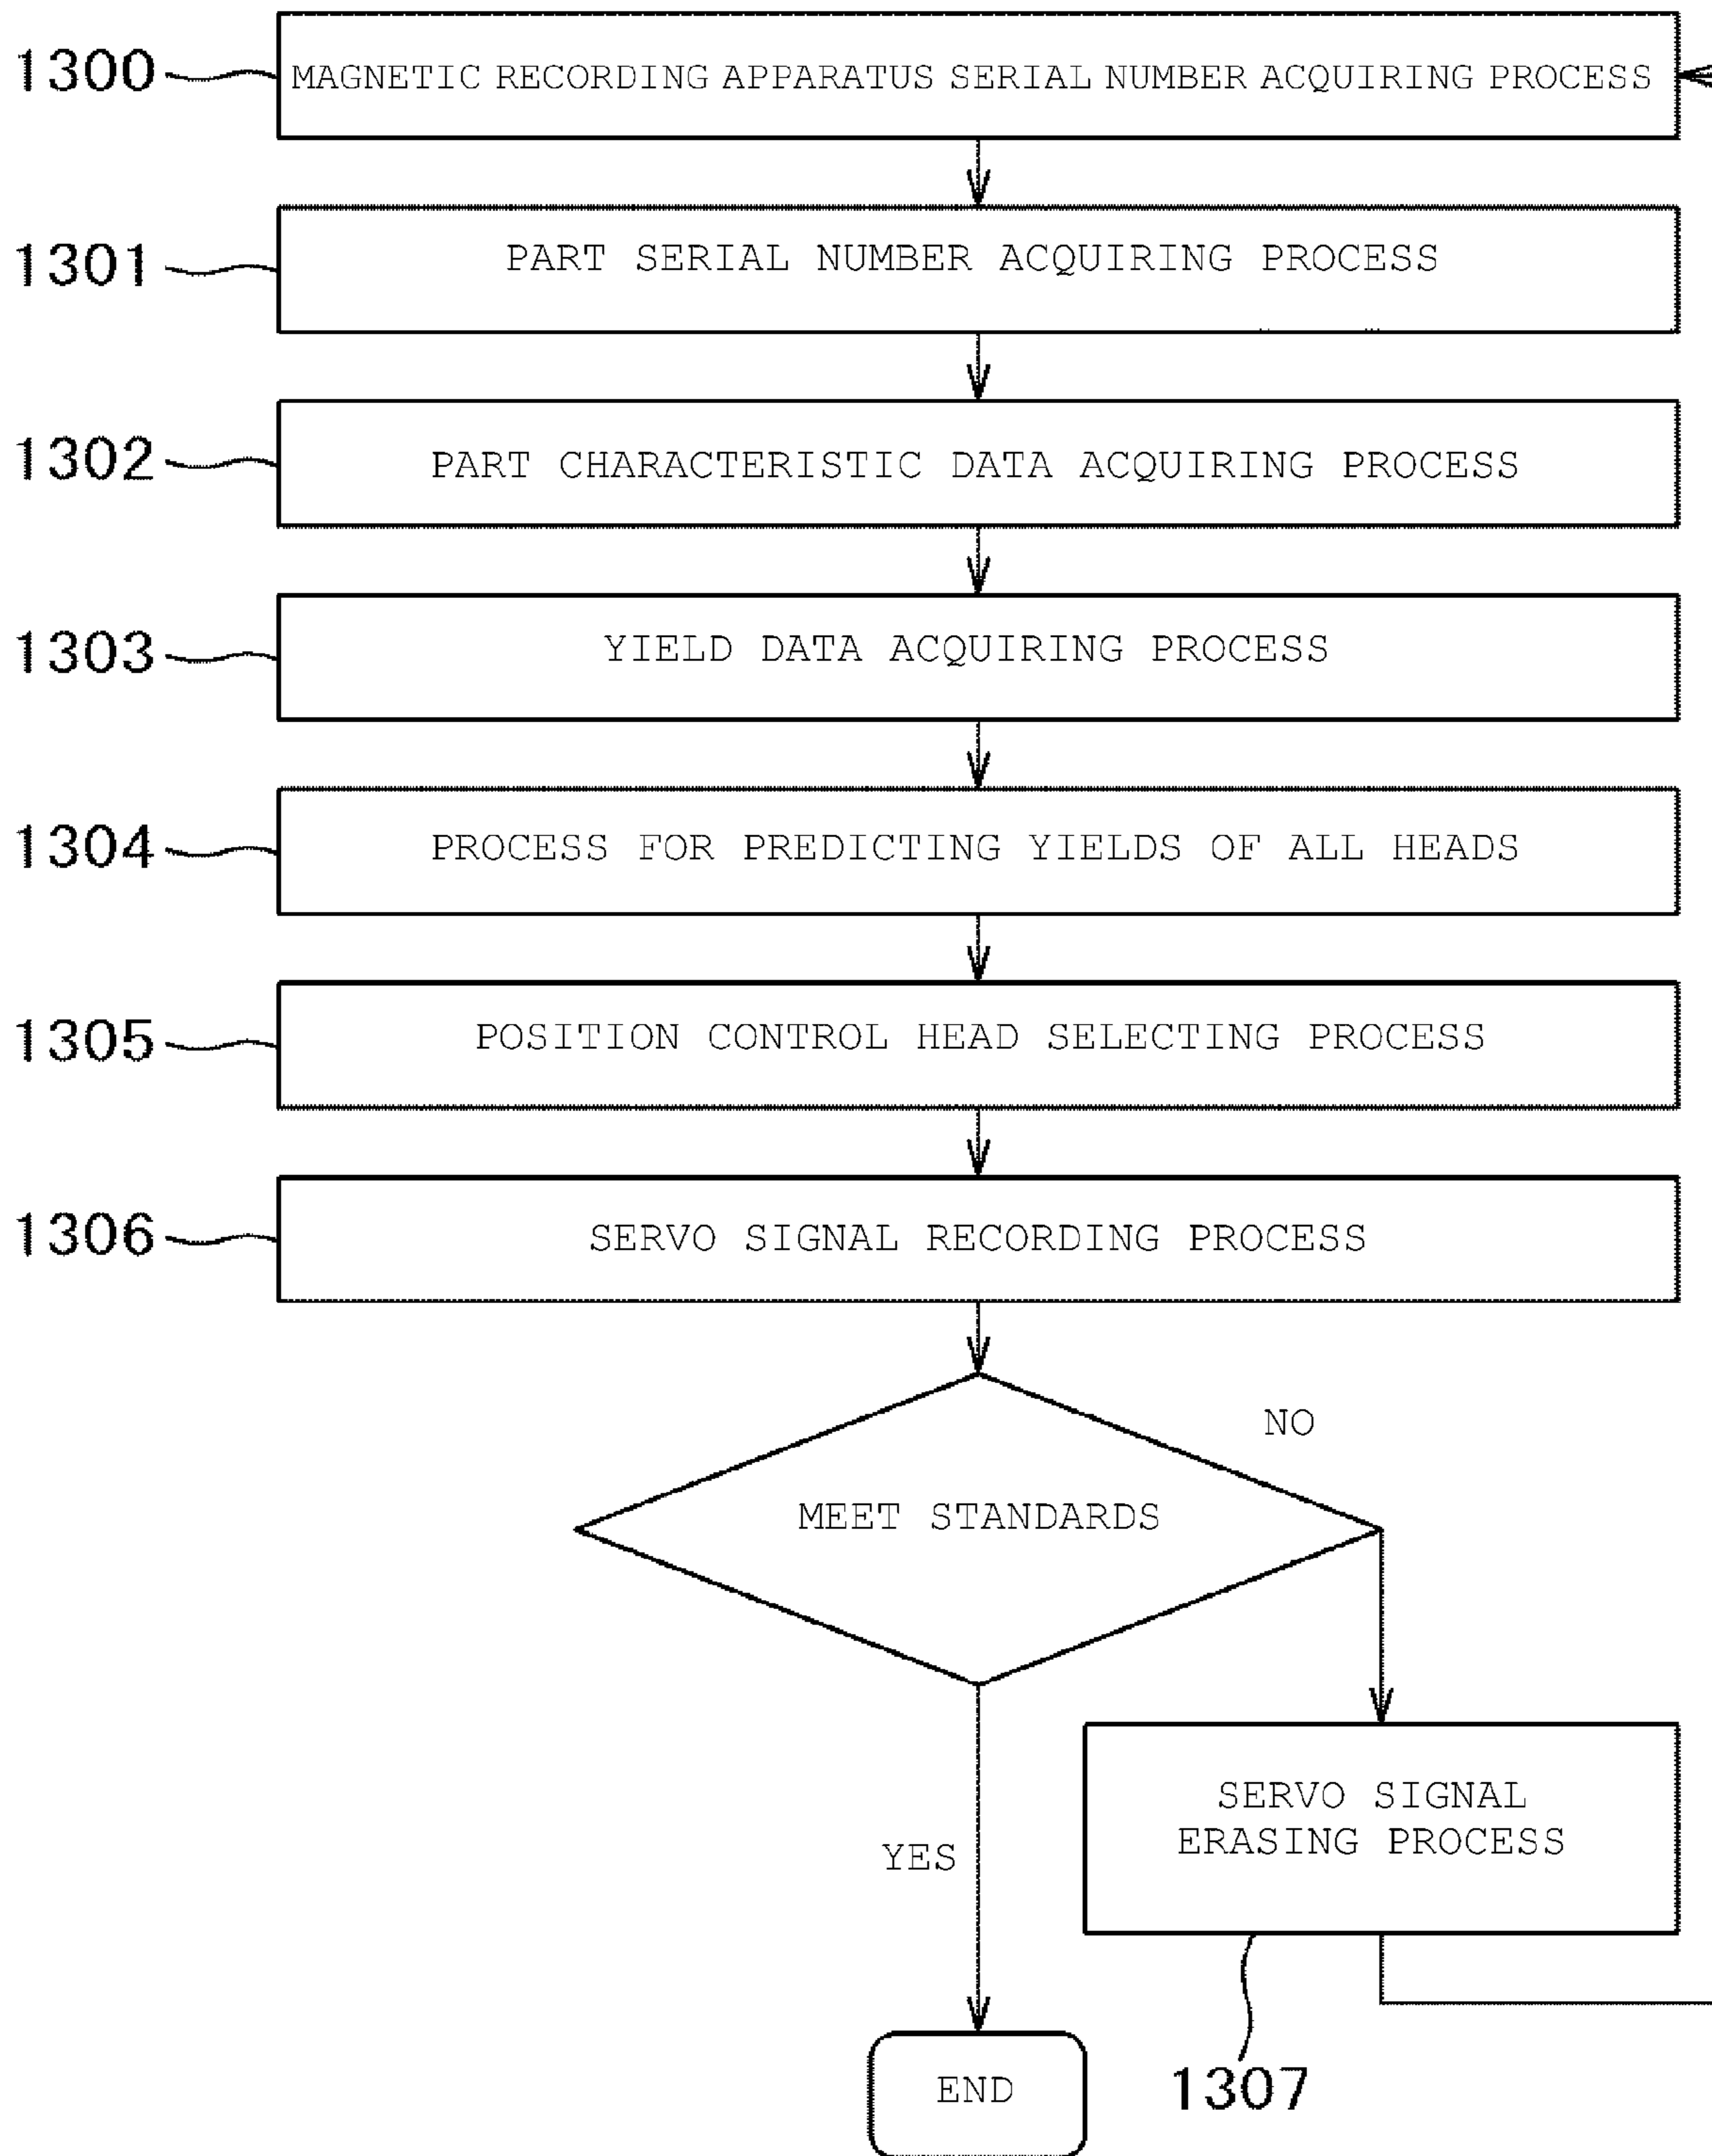 1300
MAGNETIC RECORDING APPARATUS SERIAL NUMBER ACQUIRING PROCESS
1301
PART SERIAL NUMBER ACQUIRING PROCESS
1302
PART CHARACTERISTIC DATA ACQUIRING PROCESS
1303
YIELD DATA ACQUIRING PROCESS
1304
PROCESS FOR PREDICTING YIELDS OF ALL HEADS
1305
POSITION CONTROL HEAD SELECTING PROCESS
1306
SERVO SIGNAL RECORDING PROCESS
NO
MEET STANDARDS
SERVO SIGNAL
ERASING PROCESS
YES
END
1307